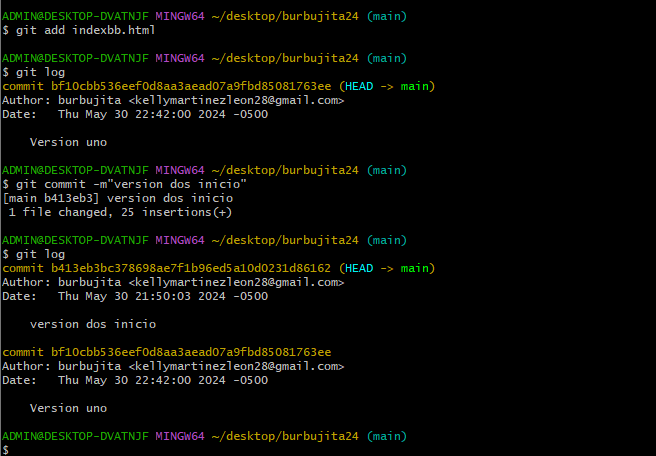 ADMIN@DESKTOP-DVATNJF MINGW64 ~/desktop/burbujita24 (main)
$ git add indexbb.html
ADMIN@DESKTOP-DVATNJF MINGW64 ~/desktop/burbujita24 (main)
$ git log
commit bf10cbb536eef0d8aa3aead07a9fbd85081763ee (HEAD -> main)
Author: burbujita <kellymartinezleon28@gmail.com>
Date:   Thu May 30 22:42:00 2024 -0500
    Version uno
ADMIN@DESKTOP-DVATNJF MINGW64 ~/desktop/burbujita24 (main)
$ git commit -m"version dos inicio"
[main b413eb3] version dos inicio
 1 file changed, 25 insertions(+)
ADMIN@DESKTOP-DVATNJF MINGW64 ~/desktop/burbujita24 (main)
$ git log
commit b413eb3bc378698ae7f1b96ed5a10d0231d86162 (HEAD -> main)
Author: burbujita <kellymartinezleon28@gmail.com>
Date:   Thu May 30 21:50:03 2024 -0500
    version dos inicio
commit bf10cbb536eef0d8aa3aead07a9fbd85081763ee
Author: burbujita <kellymartinezleon28@gmail.com>
Date:   Thu May 30 22:42:00 2024 -0500
    Version uno
ADMIN@DESKTOP-DVATNJF MINGW64 ~/desktop/burbujita24 (main)
$